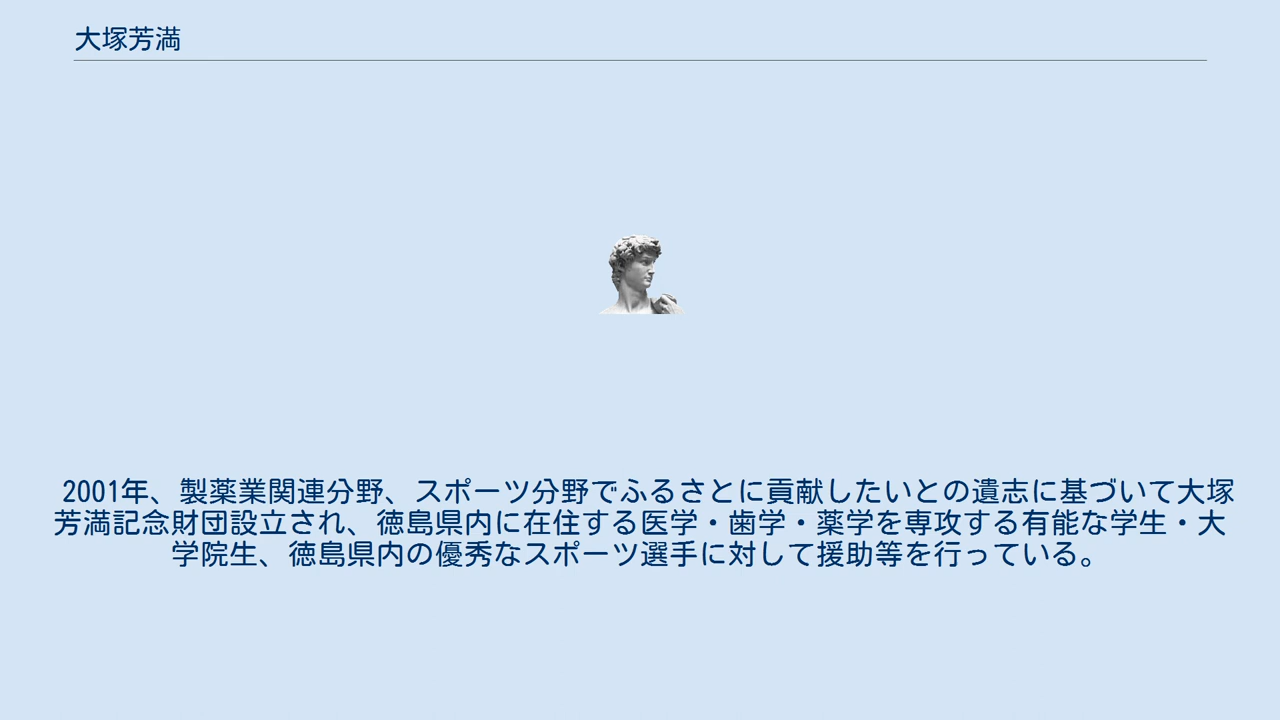 大塚芳満
2001年、製薬業関連分野、スポーツ分野でふるさとに貢献したいとの遺志に基づいて大塚
芳満記念財団設立され、徳島県内に在住する医学・歯学・薬学を専攻する有能な学生・大
学院生、徳島県内の優秀なスポーツ選手に対して援助等を行っている。